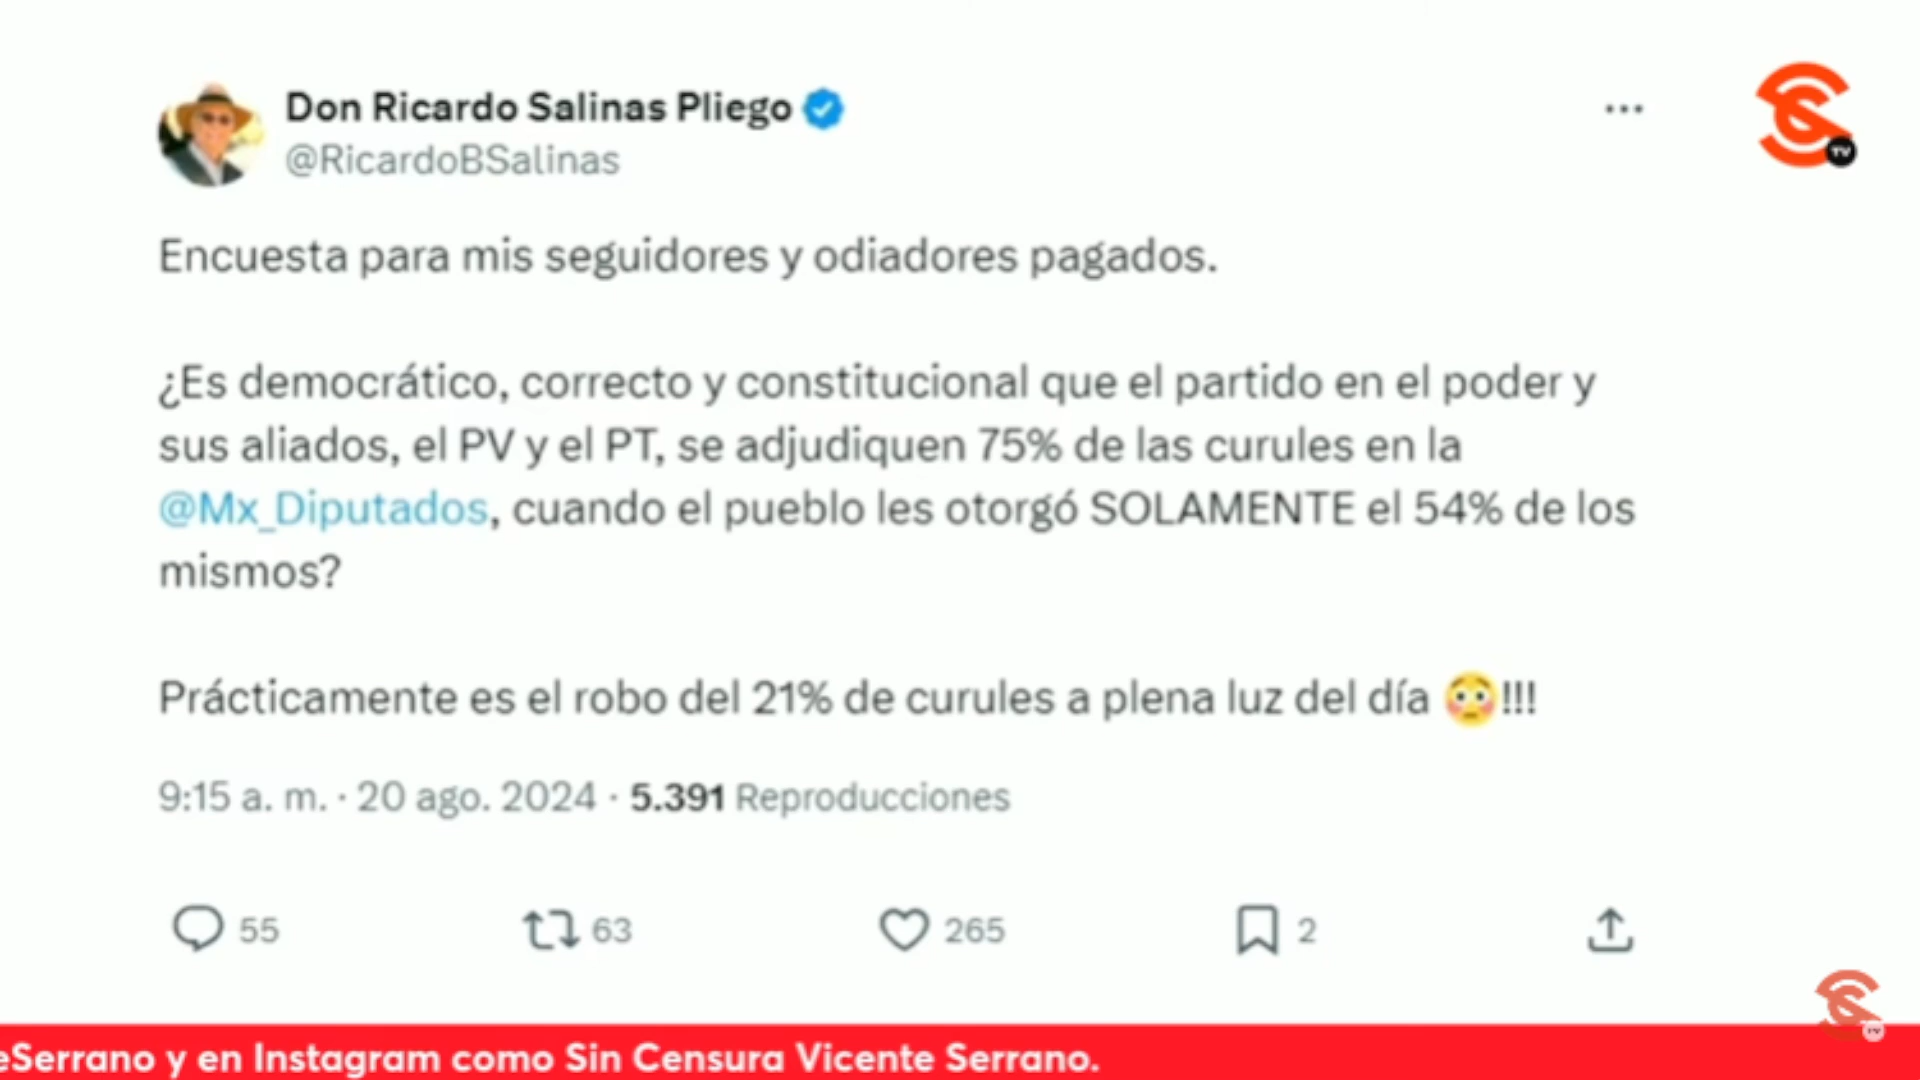 Don Ricardo Salinas Pliego
@RicardoBSalinas
Encuesta para mis seguidores y odiadores pagados.
¿Es democrático, correcto y constitucional que el partido en el poder y
sus aliados, el PV y el PT, se adjudiquen 75% de las curules en la
@Mx_Diputados, cuando el pueblo les otorgó SOLAMENTE el 54% de los
mismos?
Prácticamente es el robo del 21% de curules a plena luz del día 😳!!!
9:15 a. m. · 20 ago. 2024 · 5.391 Reproducciones
55 63 265 2
TV
TV
eSerrano y en Instagram como Sin Censura Vicente Serrano.